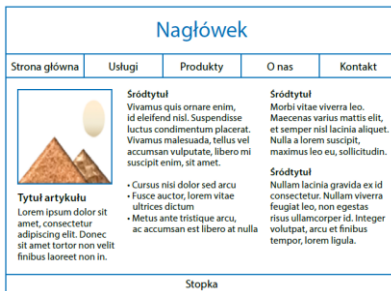 Nagłówek
Strona główna
Usługi
Produkty
O nas
Kontakt
Tytuł artykułu
Lorem ipsum dolor sit
amet, consectetur
adipiscing elit. Donec
sit amet tortor non velit
finibus laoreet non in.
Śródtytuł
Vivamus quis ornare enim,
id eleifend nisl. Suspendisse
luctus condimentum placerat.
Vivamus malesuada, tellus vel
accumsan vulputate, libero mi
suscipit enim, sit amet.
• Cursus nisi dolor sed arcu
• Fusce auctor, lorem vitae
ultrices dictum
• Metus ante tristique arcu,
ac accumsan est libero at nulla
Śródtytuł
Morbi vitae viverra leo.
Maecenas varius mattis elit,
et semper nisl lacinia aliquet.
Nulla a lorem suscipit,
maximus leo eu, sollicitudin.
Śródtytuł
Nullam lacinia gravida ex id
consectetur. Nullam viverra
feugiat leo, non egestas
risus ullamcorper id. Integer
volutpat, arcu et finibus
tempor, lorem ligula.
Stopka